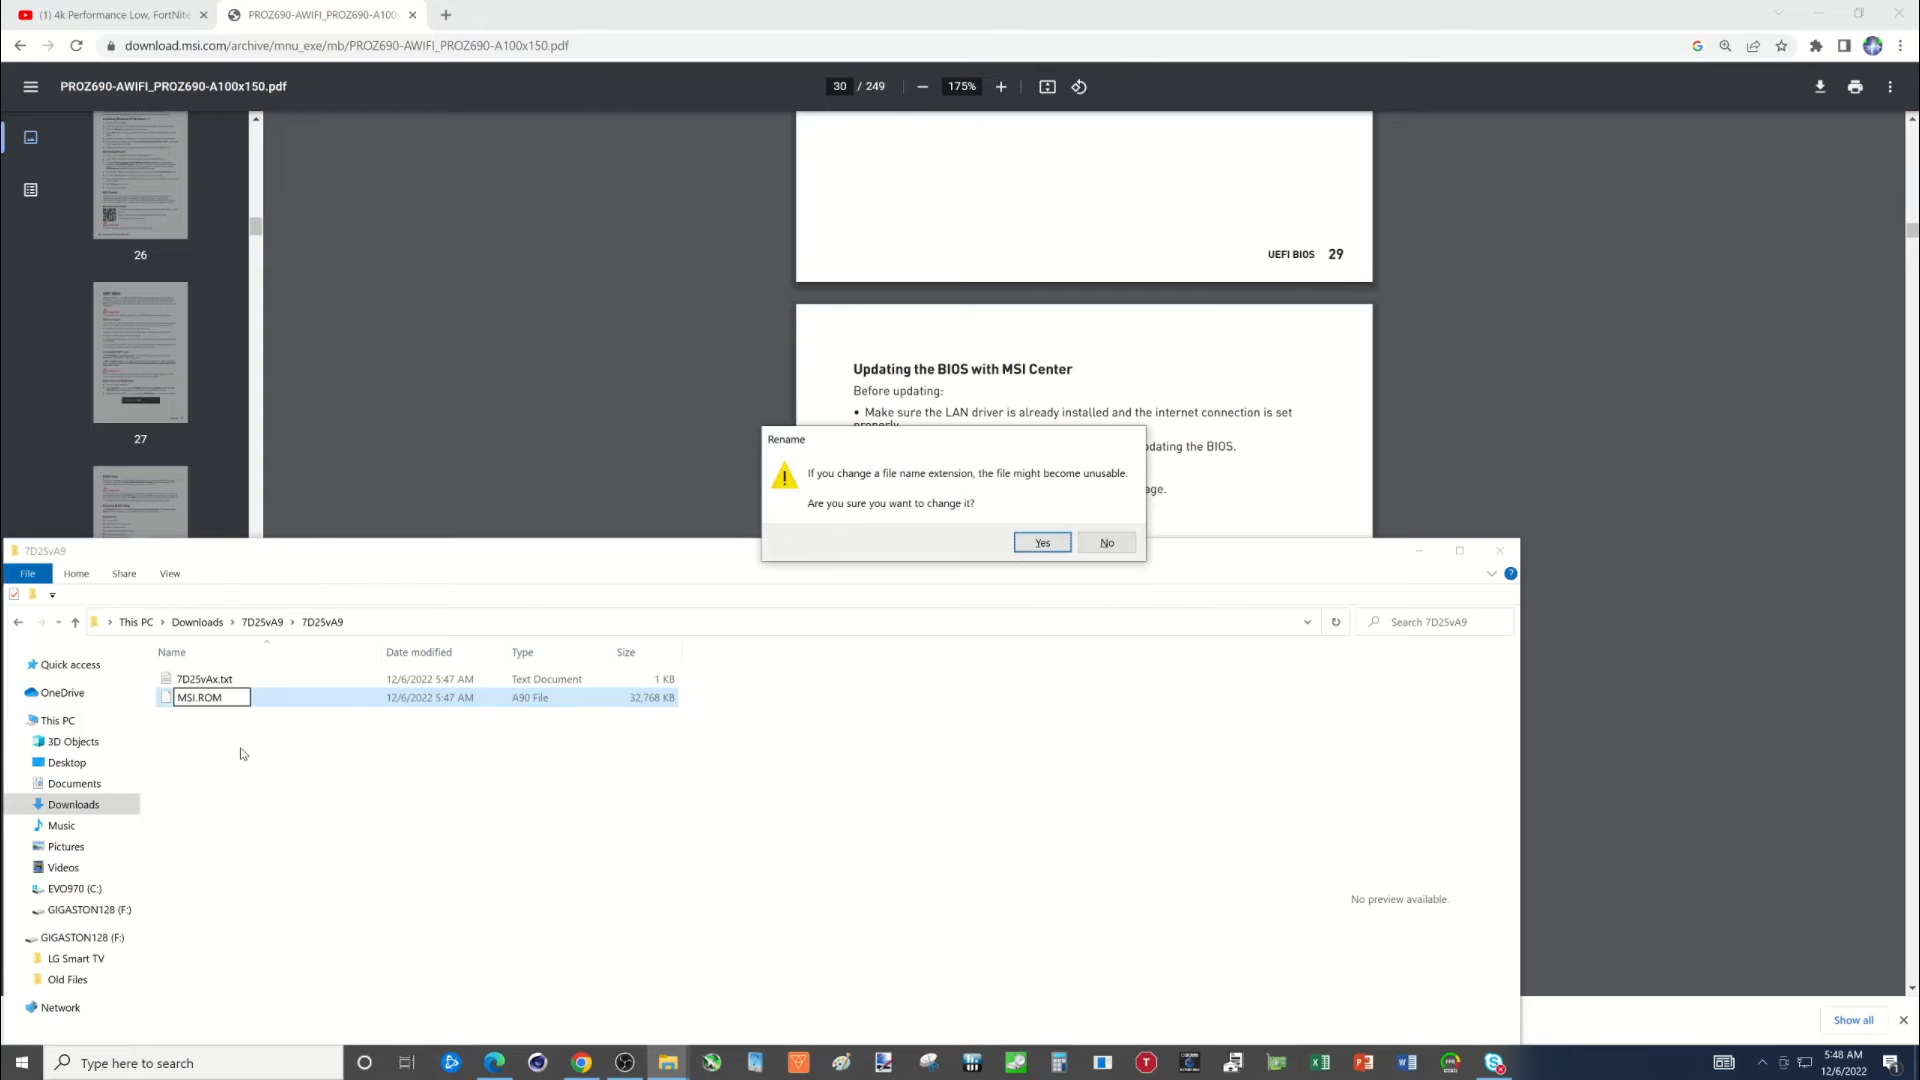 (1) 4k Performance Low, FortNite
PROZ690-AWIFI_PROZ690-A100
download.msi.com/archive/mnu_exe/mb/PROZ690-AWIFI_PROZ690-A100x150.pdf
PROZ690-AWIFI_PROZ690-A100x150.pdf
30 / 249
175%
26
27
UEFI BIOS 29
Updating the BIOS with MSI Center
Before updating:
• Make sure the LAN driver is already installed and the internet connection is set
properly.
pdating the BIOS.
age.
Rename
If you change a file name extension, the file might become unusable.
Are you sure you want to change it?
Yes No
7D25vA9
File Home Share View
This PC > Downloads > 7D25vA9 > 7D25vA9
Search 7D25vA9
Name Date modified Type Size
7D25vAx.txt 12/6/2022 5:47 AM Text Document 1 KB
MSI.ROM 12/6/2022 5:47 AM A90 File 32,768 KB
Quick access
OneDrive
This PC
3D Objects
Desktop
Documents
Downloads
Music
Pictures
Videos
EVO970 (C:)
GIGASTON128 (F:)
GIGASTON128 (F:)
LG Smart TV
Old Files
Network
No preview available.
Show all
Type here to search
5:48 AM
12/6/2022